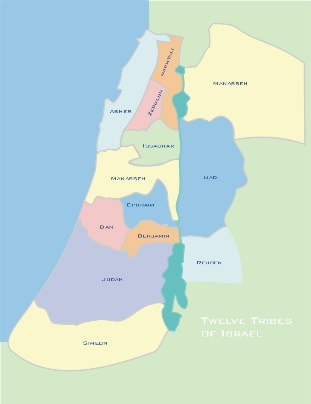 NAPHTALI
MANASSEH
ASHER
ZEBULUN
ISSACHAR
MANASSEH
GAD
EPHRAIM
DAN
BENJAMIN
REUBEN
JUDAH
SIMEON
TWELVE TRIBES
OF ISRAEL